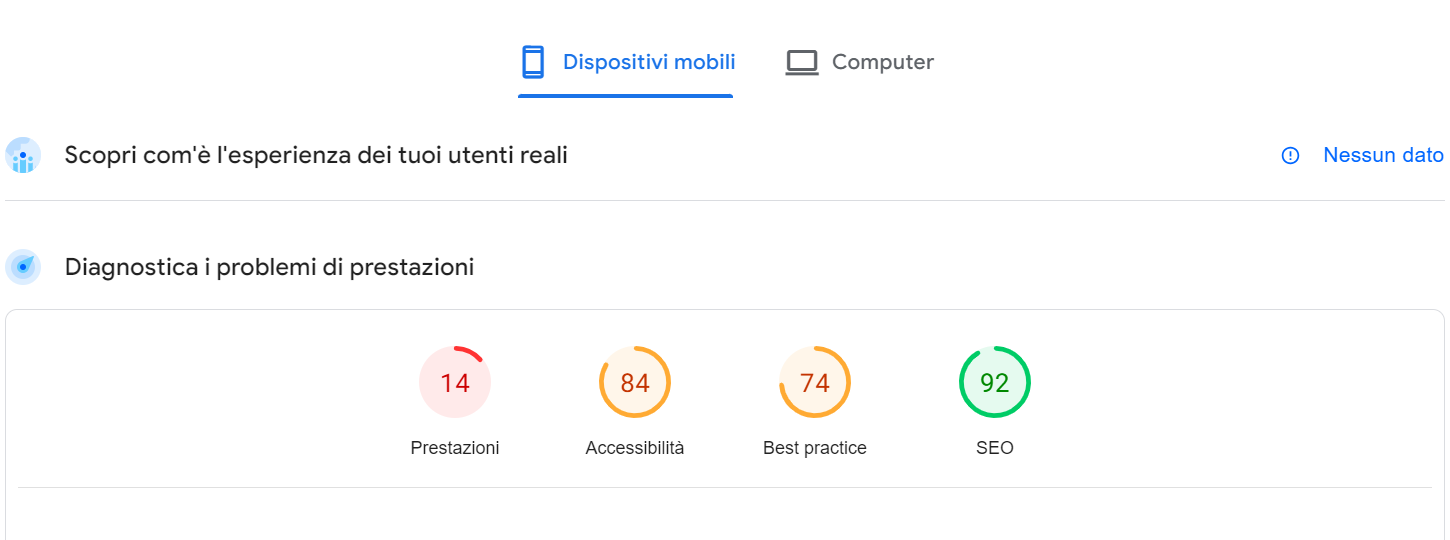 Dispositivi mobili
Computer
Scopri com'è l'esperienza dei tuoi utenti reali
Nessun dato
Diagnostica i problemi di prestazioni
14
84
74
92
Prestazioni
Accessibilità
Best practice
SEO